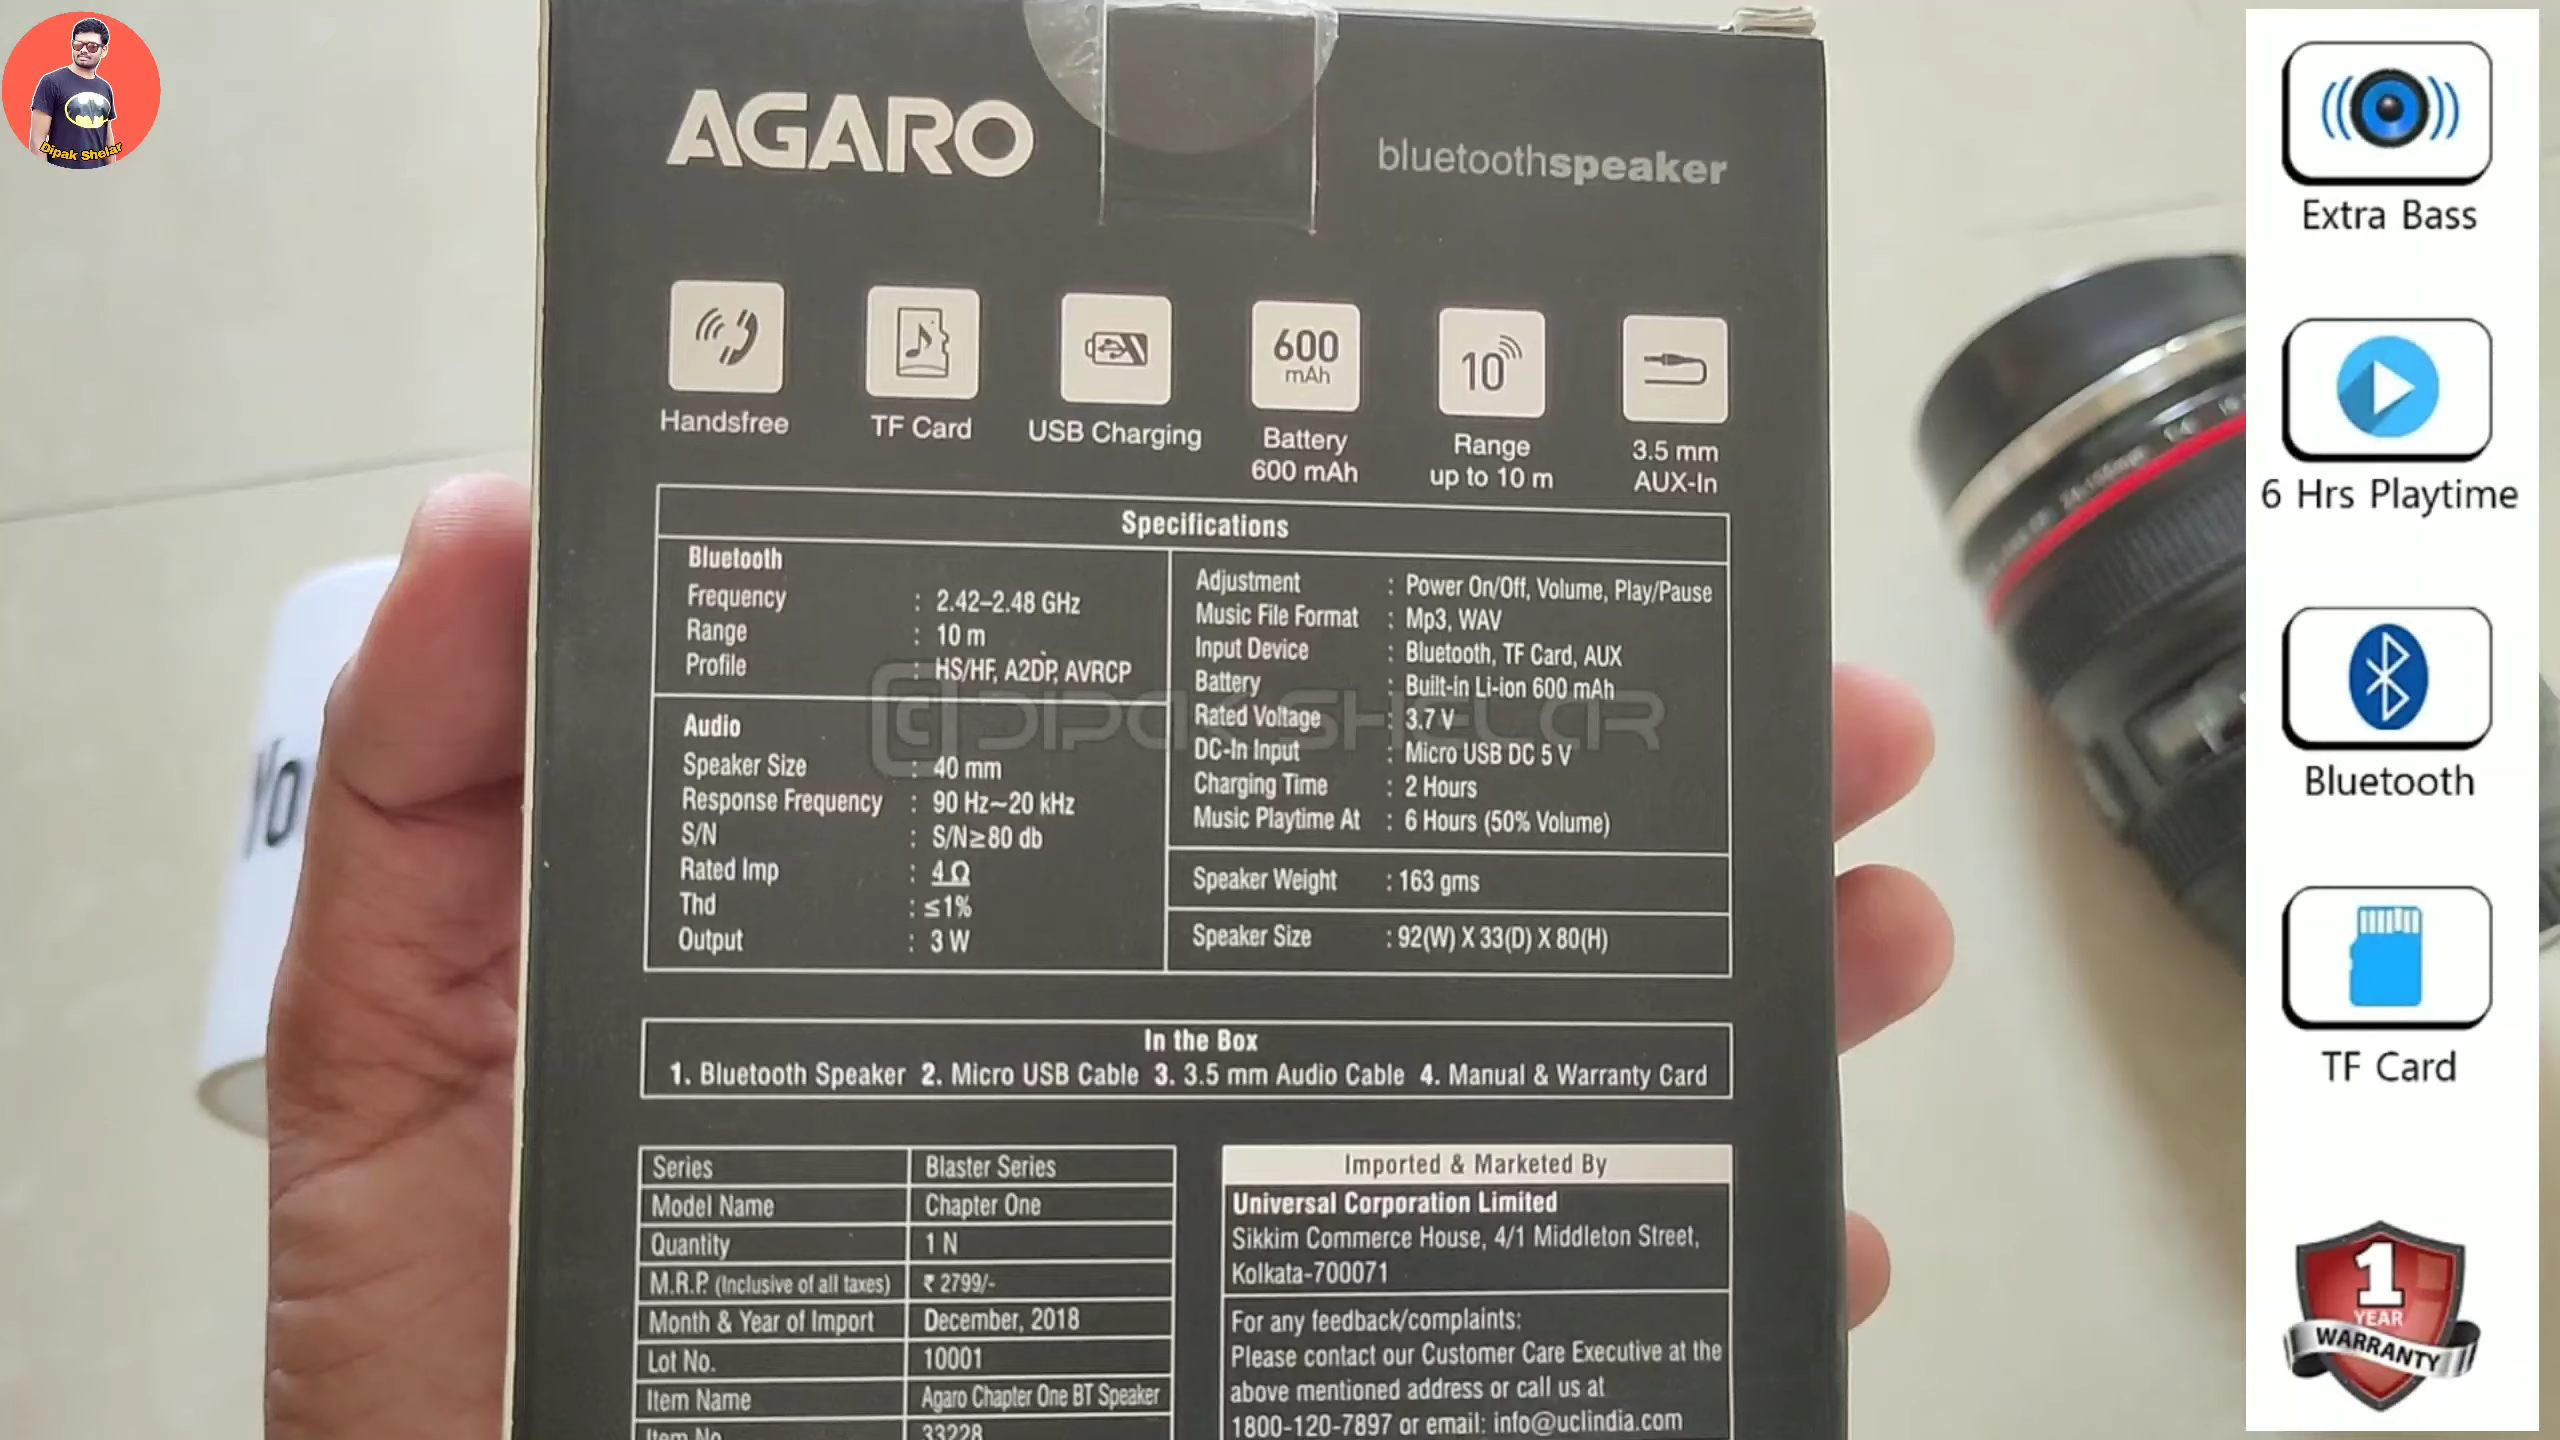 Dipak Shelar
AGARO
bluetoothspeaker
600
mAh
10
Handsfree
TF Card
USB Charging
Battery
600 mAh
Range
up to 10 m
3.5 mm
AUX-In
Specifications
Bluetooth
Frequency : 2.42–2.48 GHz
Range : 10 m
Profile : HS/HF, A2DP, AVRCP
Audio
Speaker Size : 40 mm
Response Frequency : 90 Hz~20 kHz
S/N : S/N≥80 db
Rated Imp : 4 Ω
Thd : ≤1%
Output : 3 W
Adjustment : Power On/Off, Volume, Play/Pause
Music File Format : Mp3, WAV
Input Device : Bluetooth, TF Card, AUX
Battery : Built-in Li-ion 600 mAh
Rated Voltage : 3.7 V
DC-In Input : Micro USB DC 5 V
Charging Time : 2 Hours
Music Playtime At : 6 Hours (50% Volume)
Speaker Weight : 163 gms
Speaker Size : 92(W) X 33(D) X 80(H)
DIPAK SHELAR
In the Box
1. Bluetooth Speaker 2. Micro USB Cable 3. 3.5 mm Audio Cable 4. Manual & Warranty Card
Series Blaster Series
Model Name Chapter One
Quantity 1 N
M.R.P. (Inclusive of all taxes) ₹ 2799/-
Month & Year of Import December, 2018
Lot No. 10001
Item Name Agaro Chapter One BT Speaker
Item No. 33228
Imported & Marketed By
Universal Corporation Limited
Sikkim Commerce House, 4/1 Middleton Street,
Kolkata-700071
For any feedback/complaints:
Please contact our Customer Care Executive at the
above mentioned address or call us at
1800-120-7897 or email: info@uclindia.com
Yo
Extra Bass
6 Hrs Playtime
Bluetooth
TF Card
1
YEAR
WARRANTY